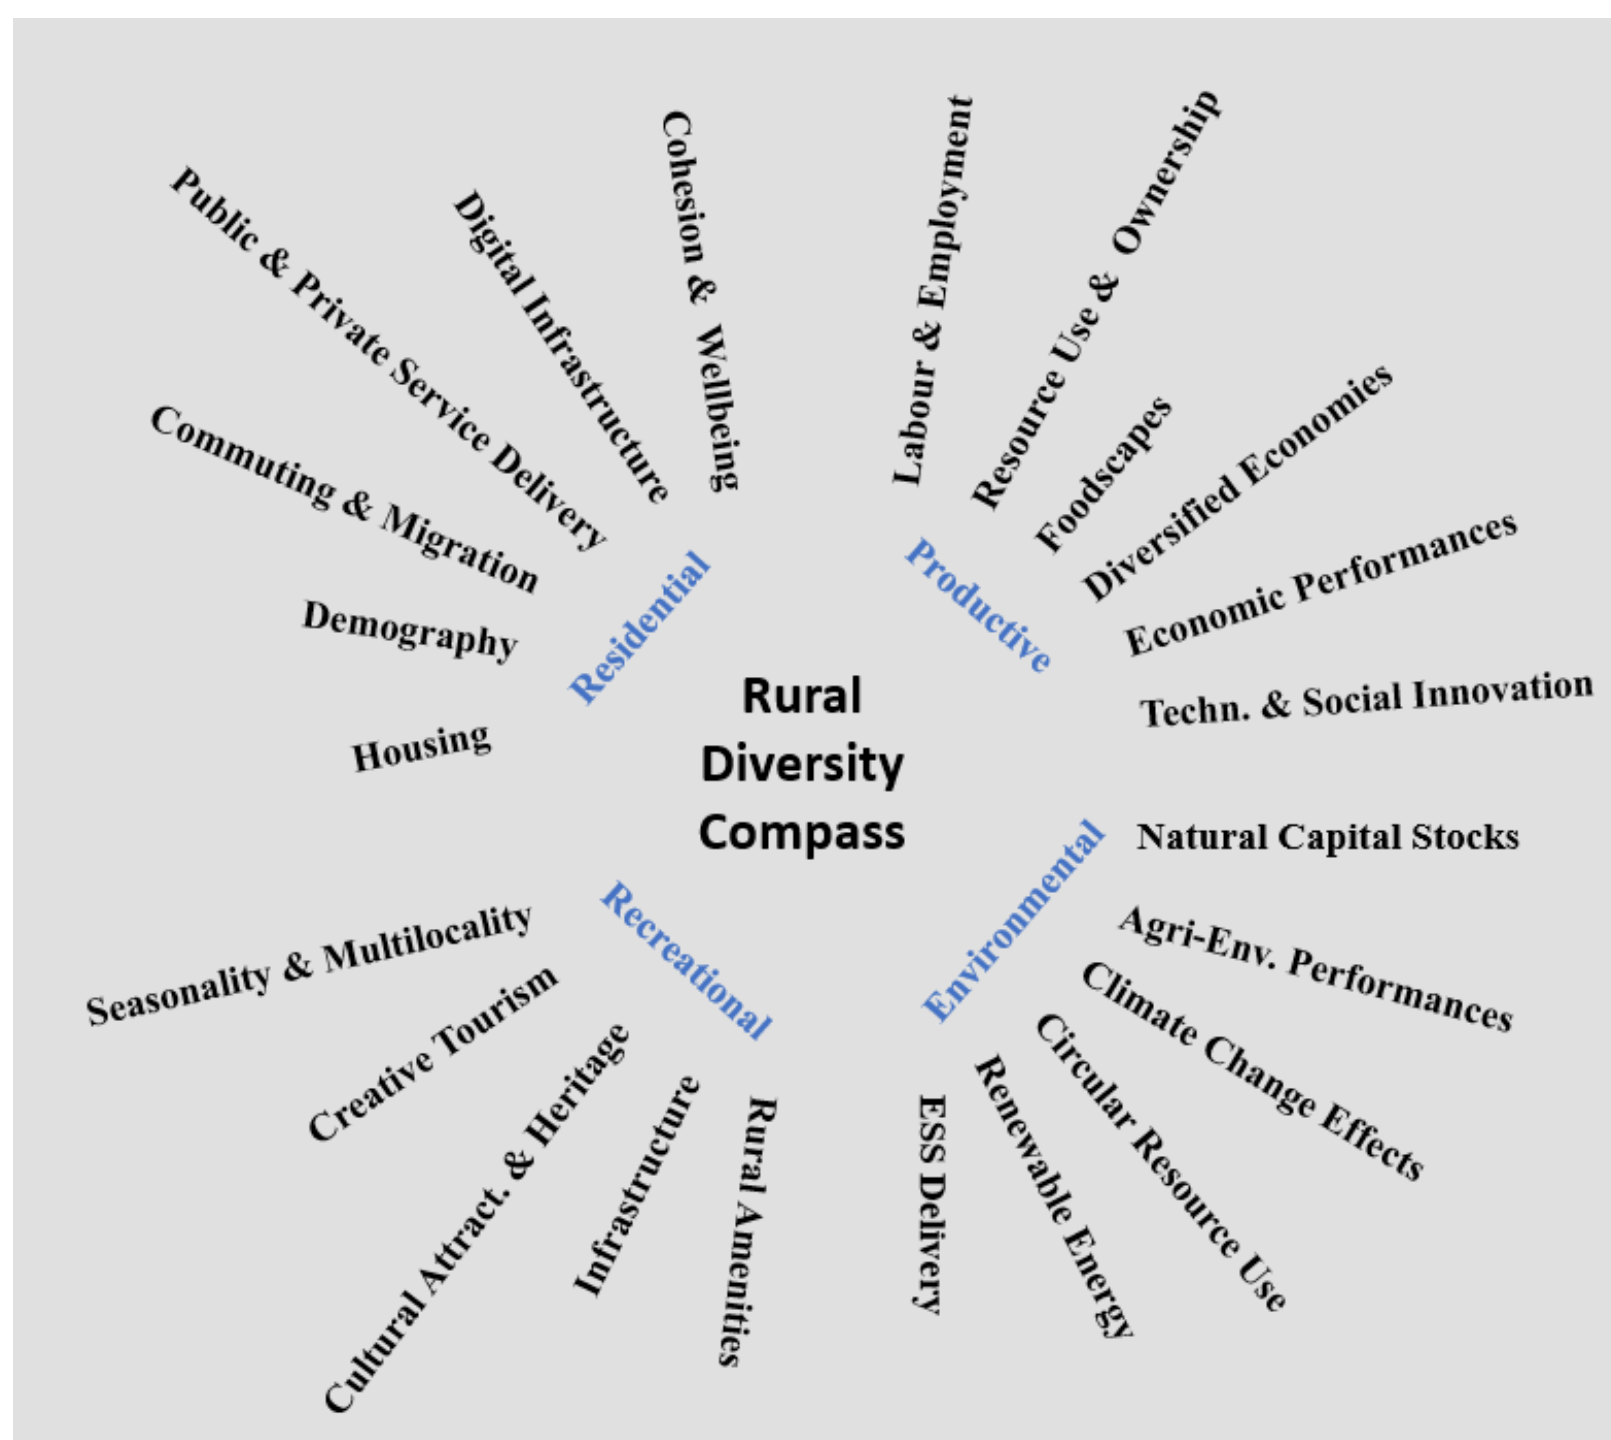 Rural
Diversity
Compass
Residential
Cohesion & Wellbeing
Digital Infrastructure
Public & Private Service Delivery
Commuting & Migration
Demography
Housing
Productive
Labour & Employment
Resource Use & Ownership
Foodscapes
Diversified Economies
Economic Performances
Techn. & Social Innovation
Environmental
Natural Capital Stocks
Agri-Env. Performances
Climate Change Effects
Circular Resource Use
Renewable Energy
ESS Delivery
Recreational
Seasonality & Multilocality
Creative Tourism
Cultural Attract. & Heritage
Infrastructure
Rural Amenities